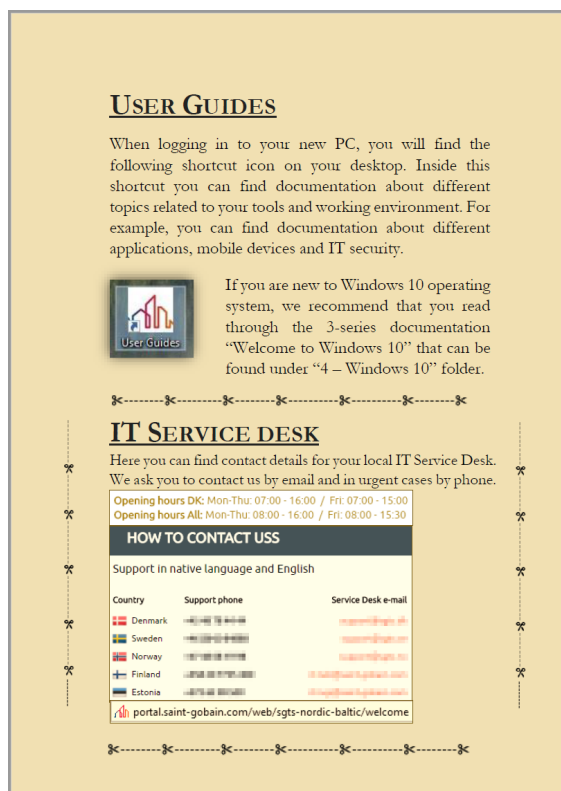 USER GUIDES
When logging in to your new PC, you will find the
following shortcut icon on your desktop. Inside this
shortcut you can find documentation about different
topics related to your tools and working environment. For
example, you can find documentation about different
applications, mobile devices and IT security.
User Guides
If you are new to Windows 10 operating
system, we recommend that you read
through the 3-series documentation
“Welcome to Windows 10” that can be
found under “4 – Windows 10” folder.
IT SERVICE DESK
Here you can find contact details for your local IT Service Desk.
We ask you to contact us by email and in urgent cases by phone.
Opening hours DK: Mon-Thu: 07:00 - 16:00 / Fri: 07:00 - 15:00
Opening hours All: Mon-Thu: 08:00 - 16:00 / Fri: 08:00 - 15:30
HOW TO CONTACT USS
Support in native language and English
Country Support phone Service Desk e-mail
Denmark
Sweden
Norway
Finland
Estonia
portal.saint-gobain.com/web/sgts-nordic-baltic/welcome